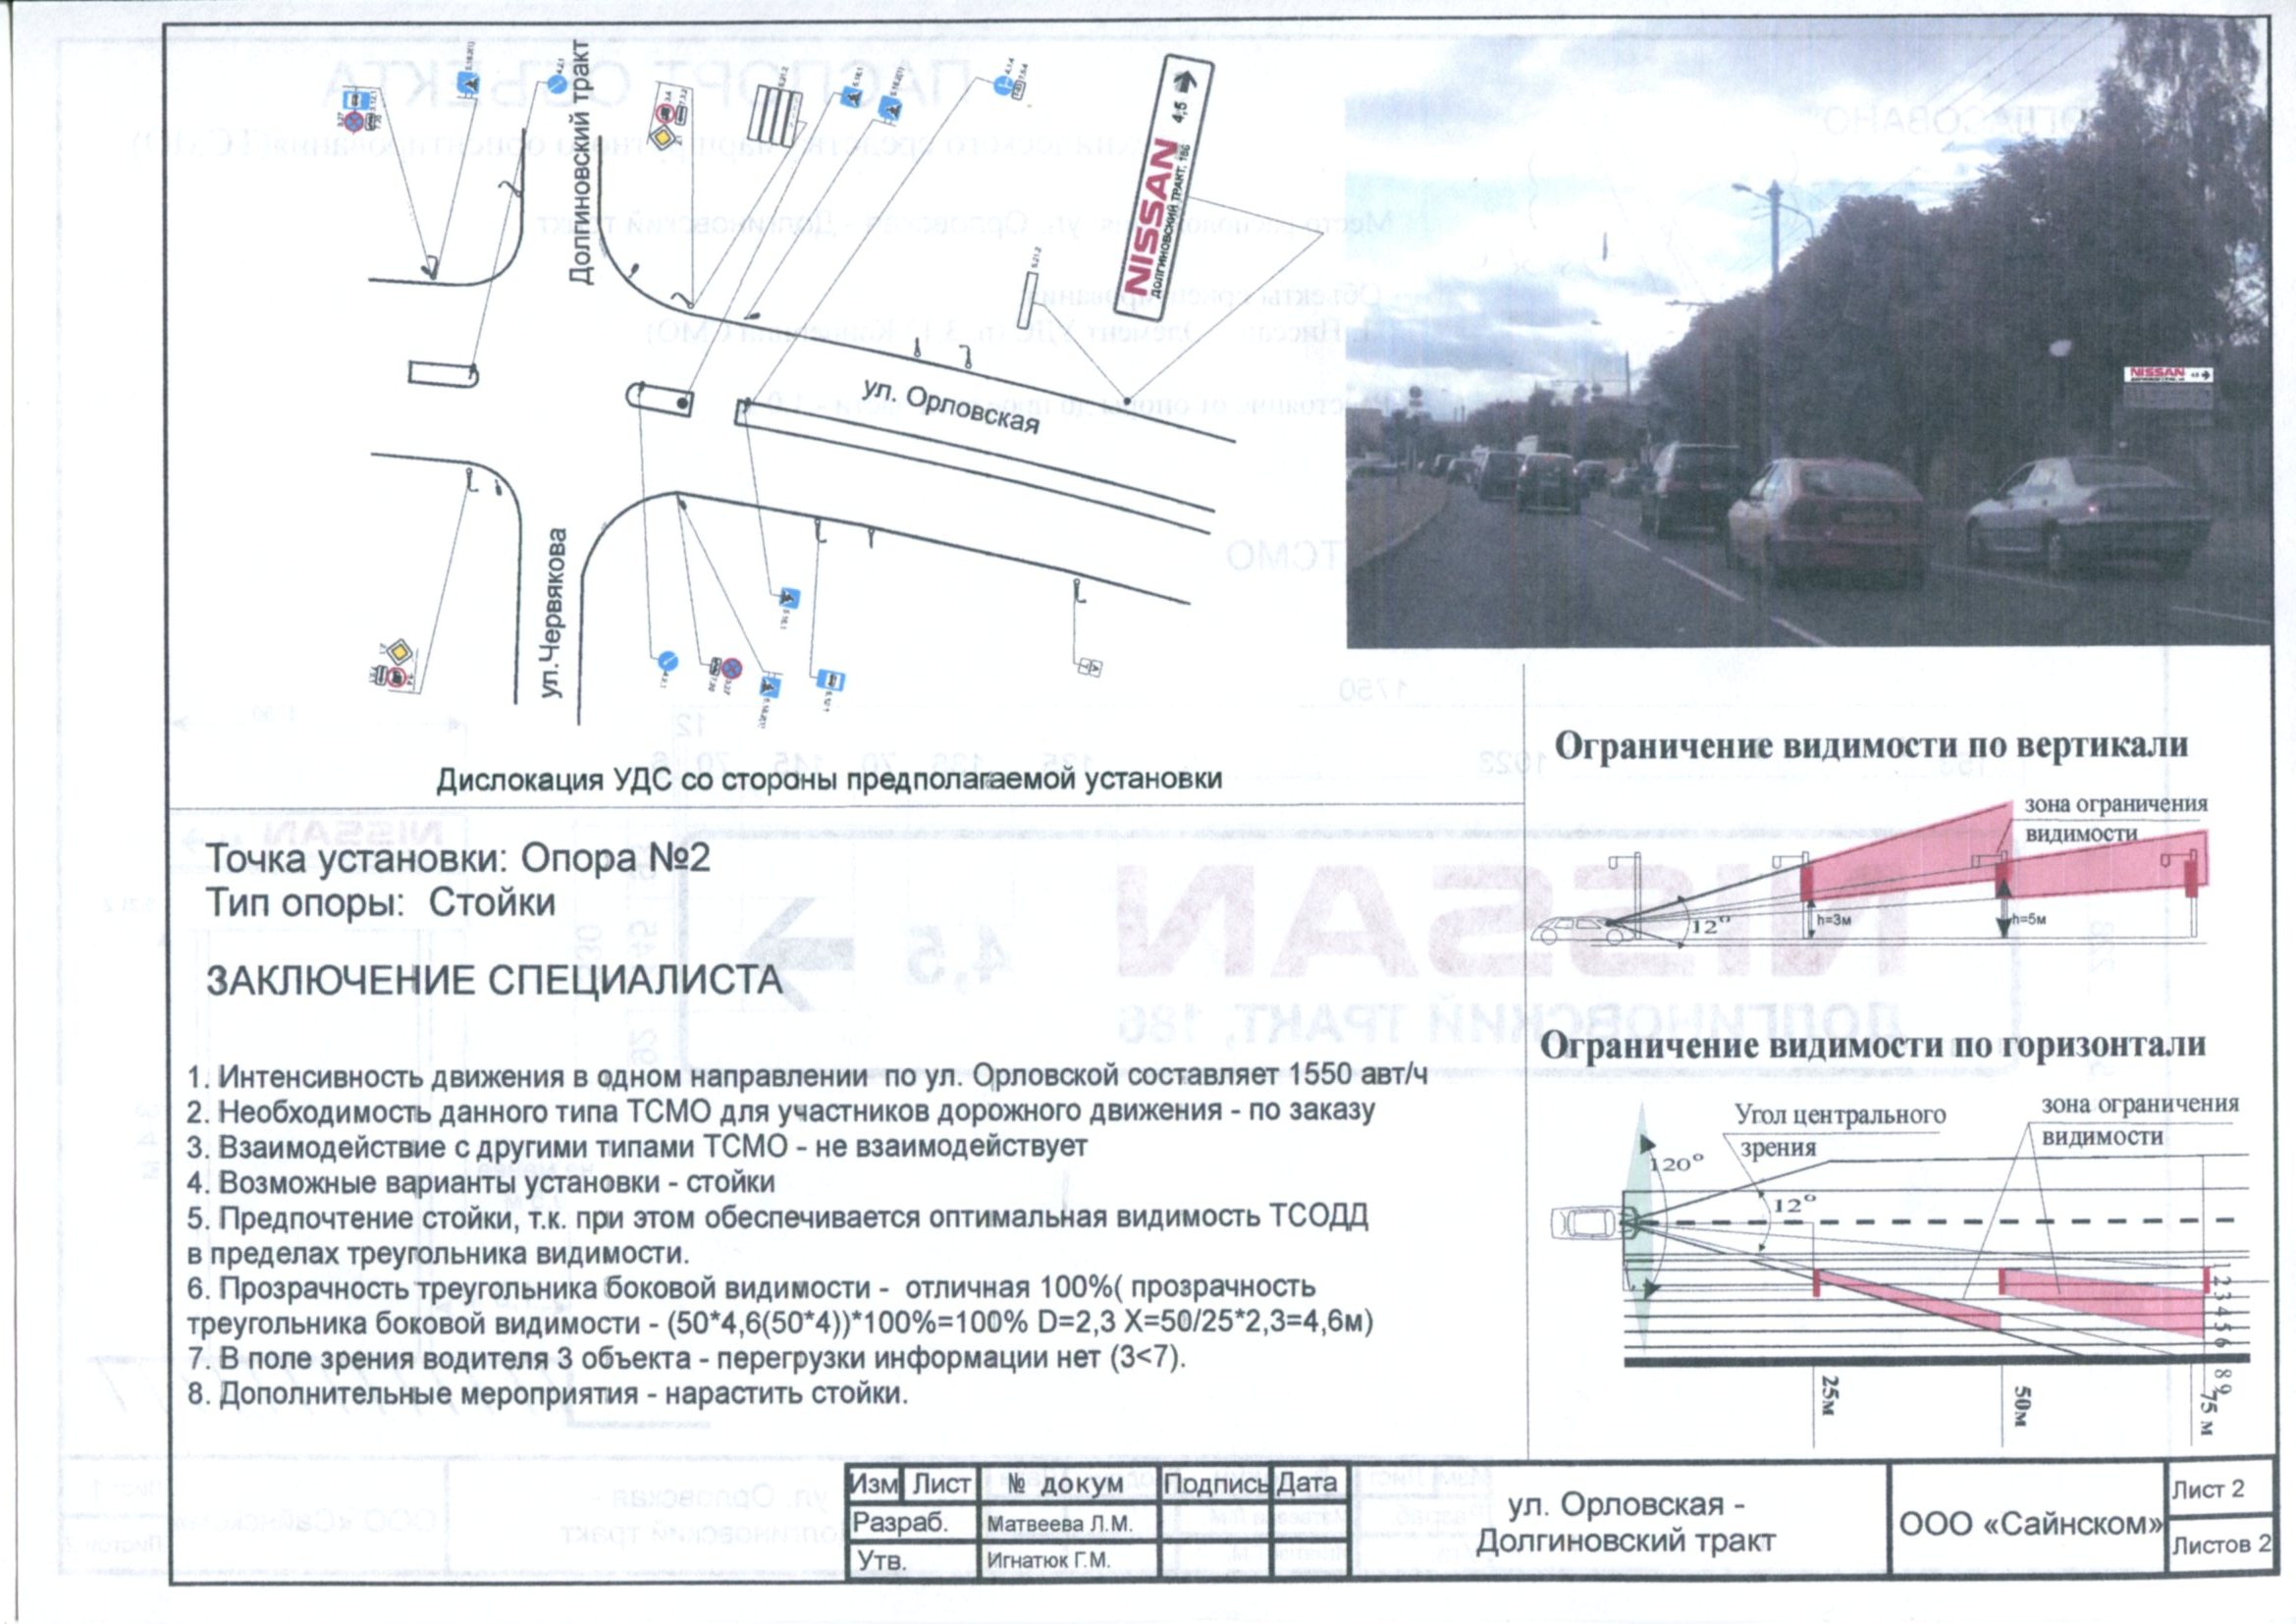 Долгиновский тракт
NISSAN 4,5
ДОЛГИНОВСКИЙ ТРАКТ, 186
ул. Орловская
ул.Червякова
5.21.2
NISSAN
Дислокация УДС со стороны предполагаемой установки
Точка установки: Опора №2
Тип опоры: Стойки
ЗАКЛЮЧЕНИЕ СПЕЦИАЛИСТА
1. Интенсивность движения в одном направлении по ул. Орловской составляет 1550 авт/ч
2. Необходимость данного типа ТСМО для участников дорожного движения - по заказу
3. Взаимодействие с другими типами ТСМО - не взаимодействует
4. Возможные варианты установки - стойки
5. Предпочтение стойки, т.к. при этом обеспечивается оптимальная видимость ТСОДД
в пределах треугольника видимости.
6. Прозрачность треугольника боковой видимости - отличная 100%( прозрачность
треугольника боковой видимости - (50*4,6(50*4))*100%=100% D=2,3 X=50/25*2,3=4,6м)
7. В поле зрения водителя 3 объекта - перегрузки информации нет (3<7).
8. Дополнительные мероприятия - нарастить стойки.
Ограничение видимости по вертикали
зона ограничения
видимости
12°
h=3м
h=5м
Ограничение видимости по горизонтали
Угол центрального
зрения
зона ограничения
видимости
120°
12°
1 2 3 4 5 6 8 9
25м
50м
75 м
Изм Лист № докум Подпись Дата
Разраб. Матвеева Л.М.
Утв. Игнатюк Г.М.
ул. Орловская -
Долгиновский тракт
ООО «Сайнском»
Лист 2
Листов 2